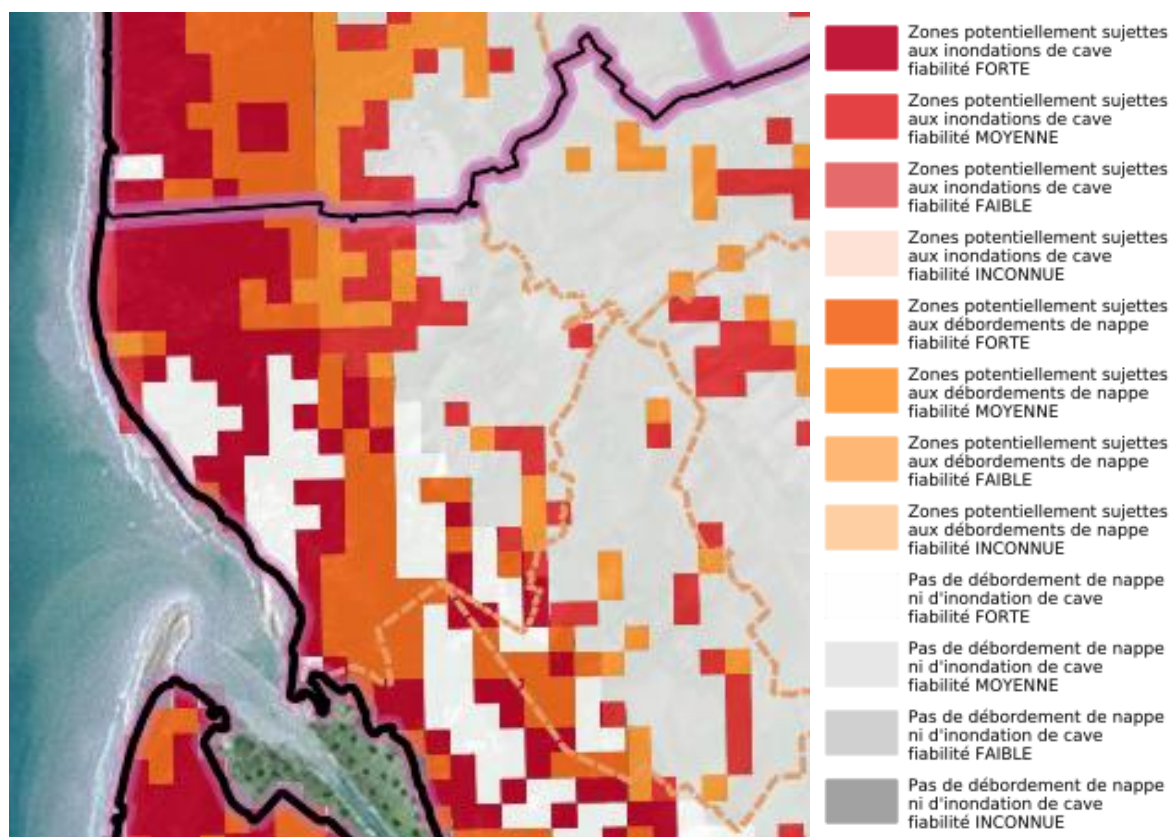 Zones potentiellement sujettes
aux inondations de cave
fiabilité FORTE
Zones potentiellement sujettes
aux inondations de cave
fiabilité MOYENNE
Zones potentiellement sujettes
aux inondations de cave
fiabilité FAIBLE
Zones potentiellement sujettes
aux inondations de cave
fiabilité INCONNUE
Zones potentiellement sujettes
aux débordements de nappe
fiabilité FORTE
Zones potentiellement sujettes
aux débordements de nappe
fiabilité MOYENNE
Zones potentiellement sujettes
aux débordements de nappe
fiabilité FAIBLE
Zones potentiellement sujettes
aux débordements de nappe
fiabilité INCONNUE
Pas de débordement de nappe
ni d'inondation de cave
fiabilité FORTE
Pas de débordement de nappe
ni d'inondation de cave
fiabilité MOYENNE
Pas de débordement de nappe
ni d'inondation de cave
fiabilité FAIBLE
Pas de débordement de nappe
ni d'inondation de cave
fiabilité INCONNUE